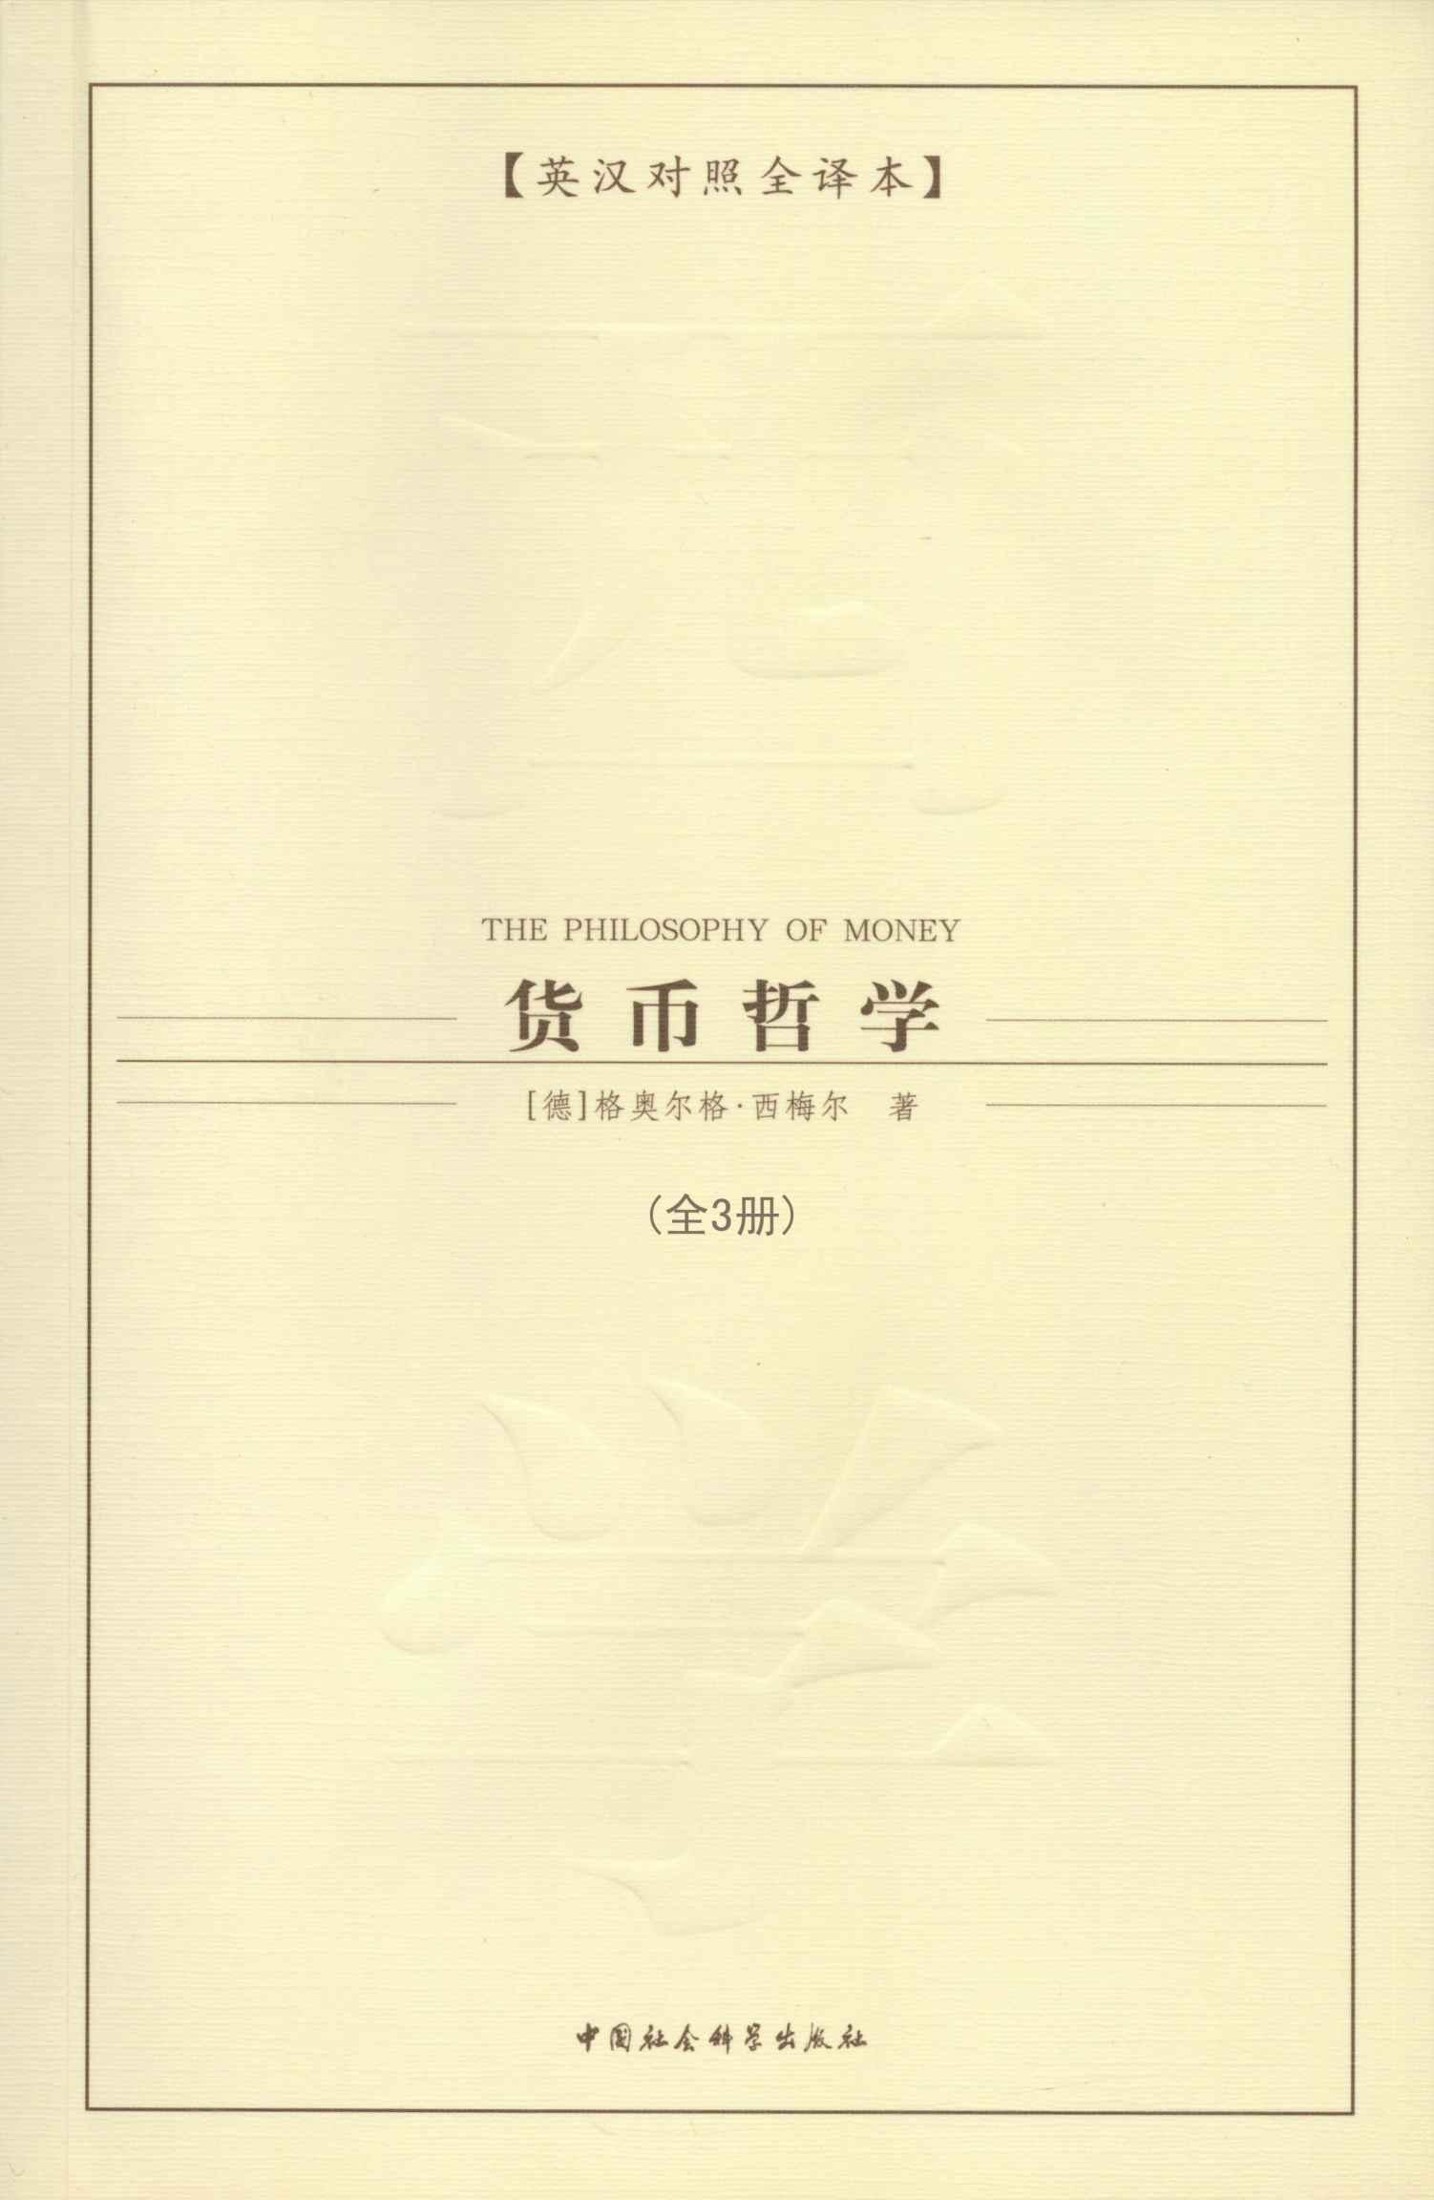 【英汉对照全译本】
THE PHILOSOPHY OF MONEY
货币哲学
[德]格奥尔格·西梅尔 著
(全3册)
中国社会科学出版社